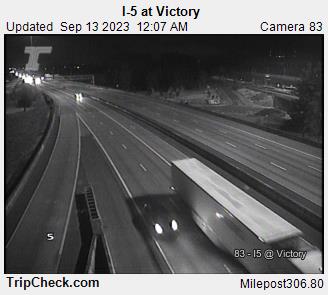 I-5 at Victory
Updated Sep 13 2023 12:07 AM Camera 83
T
S
83 - I5 @ Victory
TripCheck.com Milepost306.80